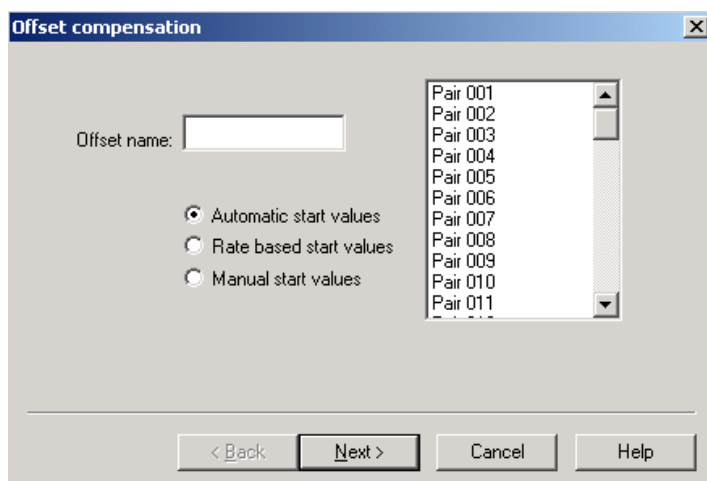 Offset compensation
Offset name:
Automatic start values
Rate based start values
Manual start values
Pair 001
Pair 002
Pair 003
Pair 004
Pair 005
Pair 006
Pair 007
Pair 008
Pair 009
Pair 010
Pair 011
< Back
Next >
Cancel
Help